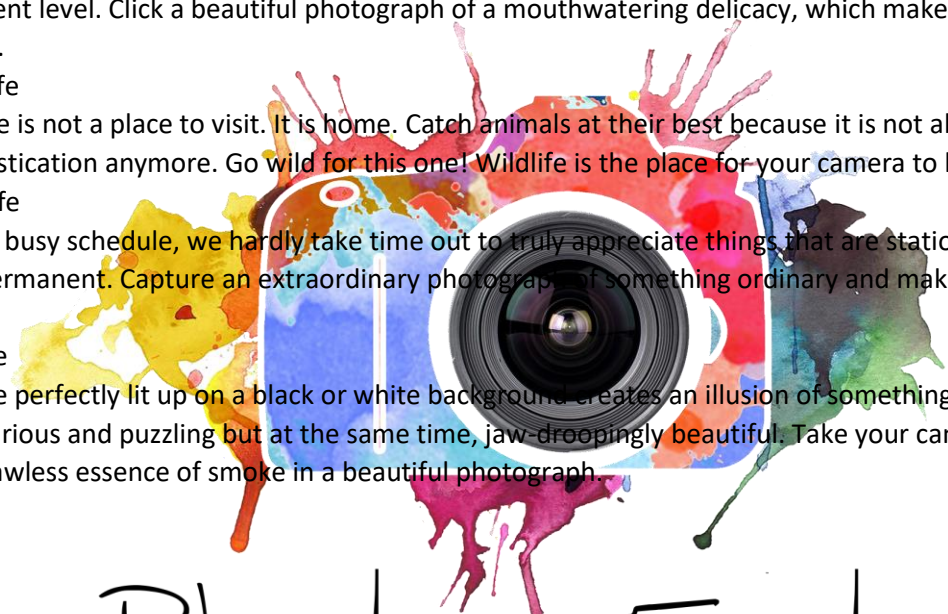 ent level. Click a beautiful photograph of a mouthwatering delicacy, which make
.
fe
e is not a place to visit. It is home. Catch animals at their best because it is not al
stication anymore. Go wild for this one! Wildlife is the place for your camera to
fe
busy schedule, we hardly take time out to truly appreciate things that are static
ermanent. Capture an extraordinary photograph of something ordinary and mak
e
e perfectly lit up on a black or white background creates an illusion of something
rious and puzzling but at the same time, jaw-droopingly beautiful. Take your car
awless essence of smoke in a beautiful photograph.